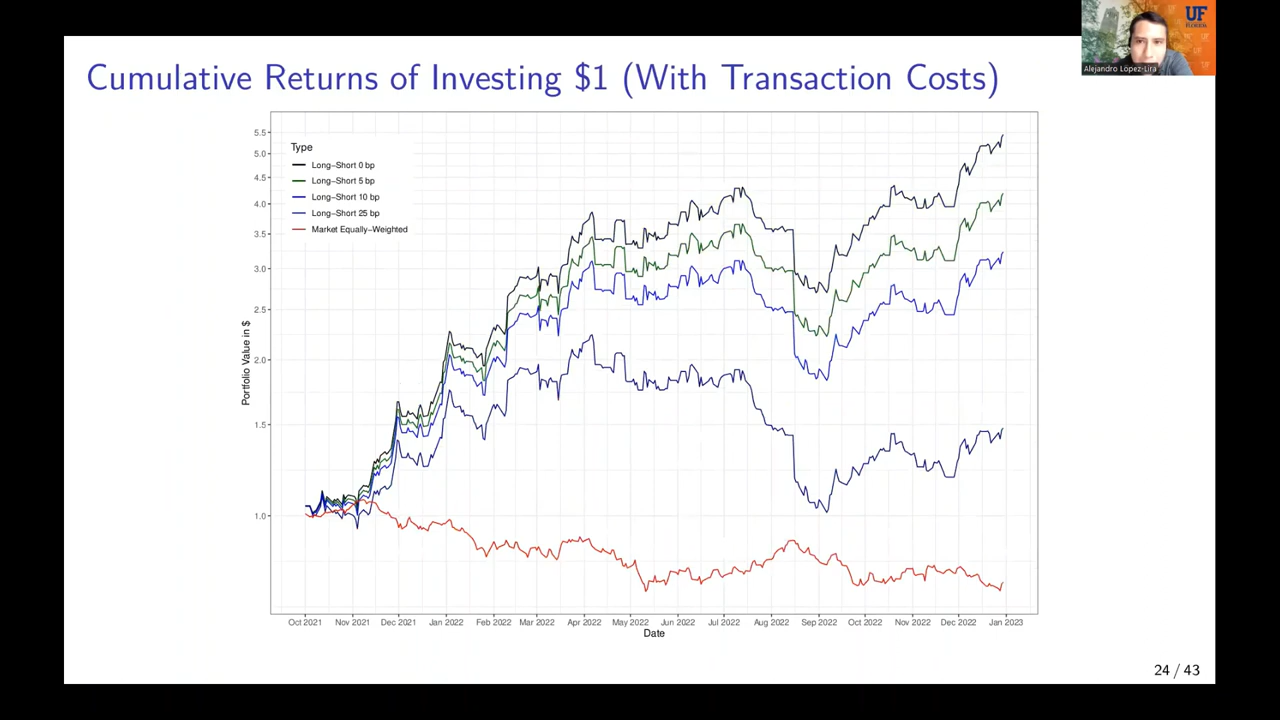 UF
Alejandro López-Lira
Cumulative Returns of Investing $1 (With Transaction Costs)
Type
Long−Short 0 bp
Long−Short 5 bp
Long−Short 10 bp
Long−Short 25 bp
Market Equally−Weighted
Portfolio Value in $
5.5
5.0
4.5
4.0
3.5
3.0
2.5
2.0
1.5
1.0
Oct 2021 Nov 2021 Dec 2021 Jan 2022 Feb 2022 Mar 2022 Apr 2022 May 2022 Jun 2022 Jul 2022 Aug 2022 Sep 2022 Oct 2022 Nov 2022 Dec 2022 Jan 2023
Date
24 / 43